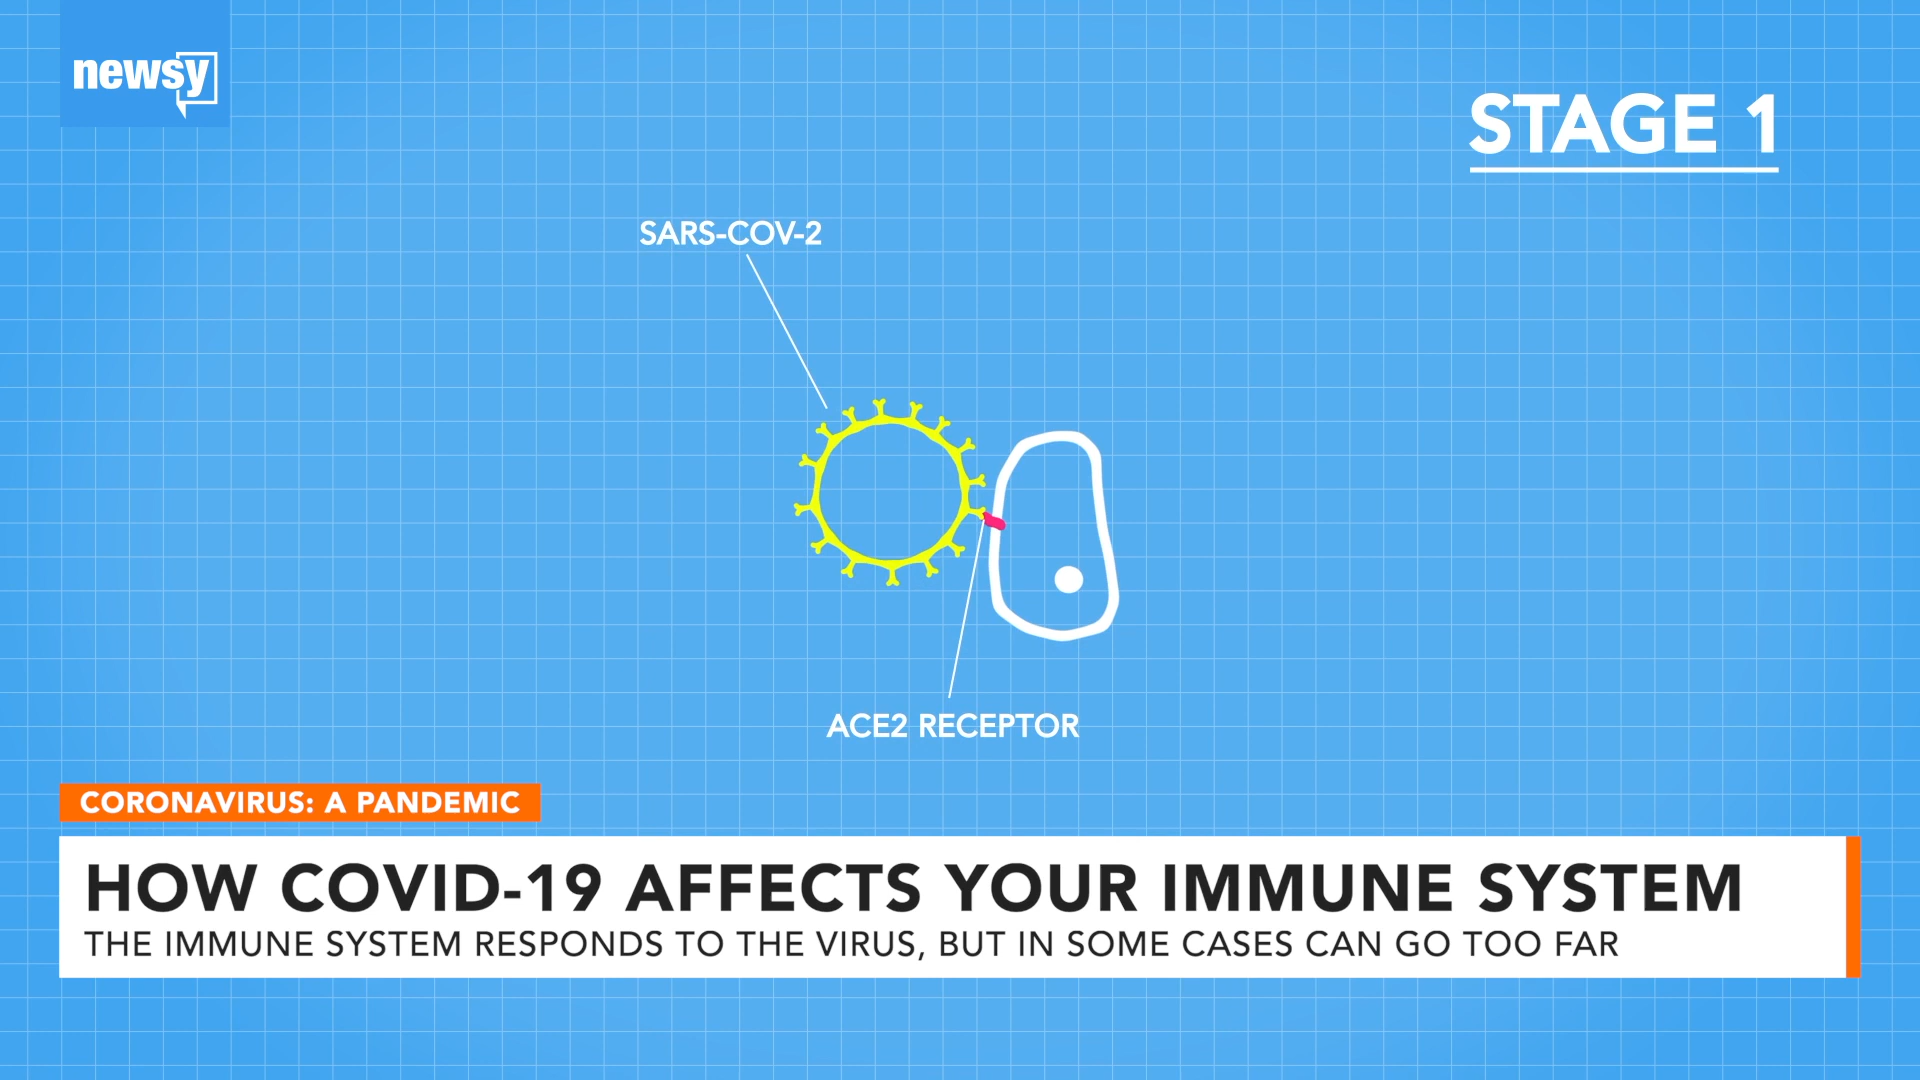 newsy
STAGE 1
SARS-COV-2
ACE2 RECEPTOR
CORONAVIRUS: A PANDEMIC
HOW COVID-19 AFFECTS YOUR IMMUNE SYSTEM
THE IMMUNE SYSTEM RESPONDS TO THE VIRUS, BUT IN SOME CASES CAN GO TOO FAR